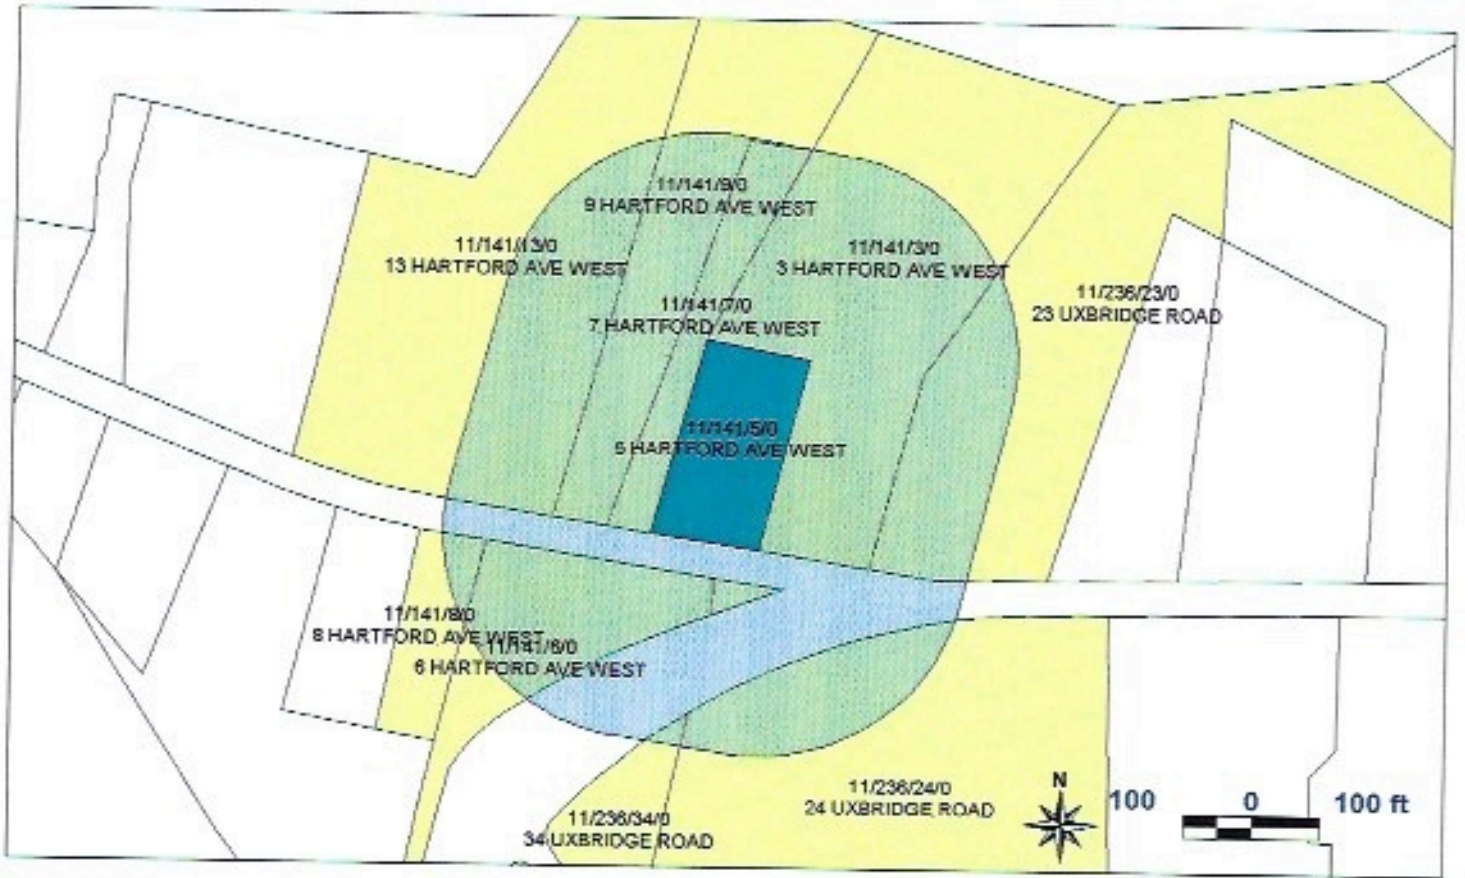 11/141/9/0
9 HARTFORD AVE WEST
11/141/13/0
13 HARTFORD AVE WEST
11/141/3/0
3 HARTFORD AVE WEST
11/236/23/0
23 UXBRIDGE ROAD
11/141/7/0
7 HARTFORD AVE WEST
11/141/5/0
5 HARTFORD AVE WEST
11/141/8/0
8 HARTFORD AVE WEST
11/141/6/0
6 HARTFORD AVE WEST
11/236/24/0
24 UXBRIDGE ROAD
11/236/34/0
34 UXBRIDGE ROAD
N
100 0 100 ft